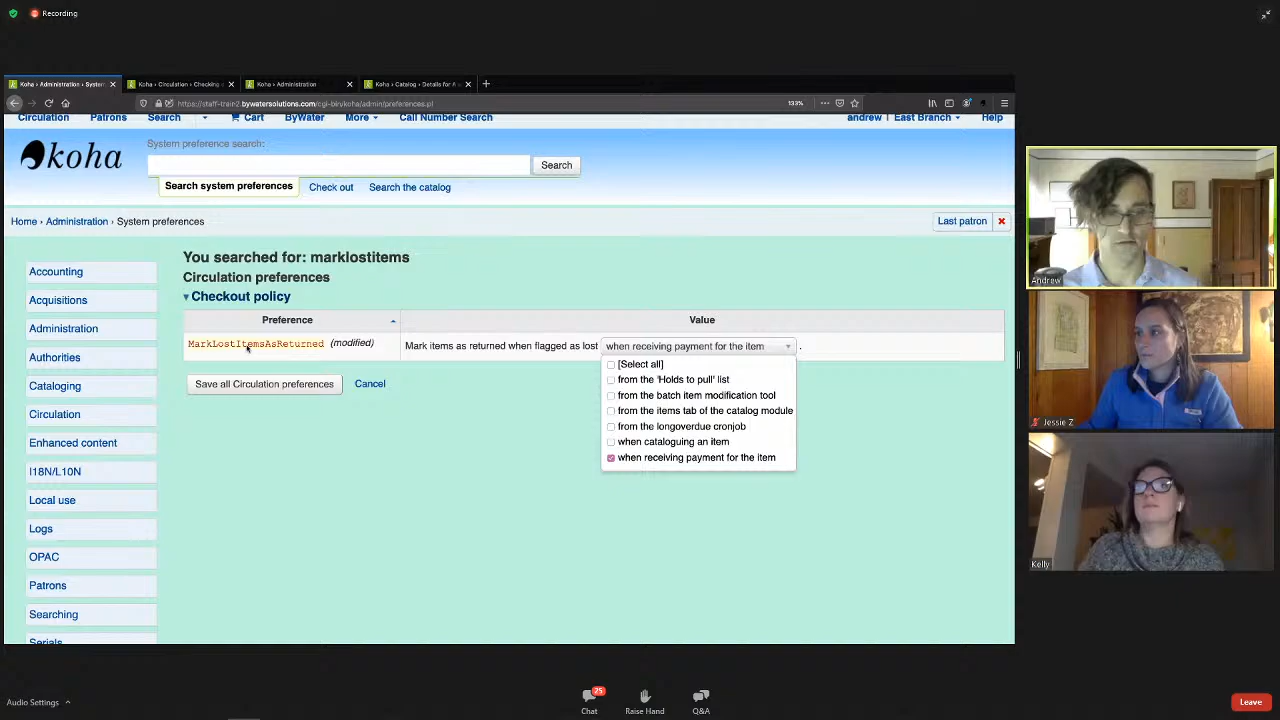 Recording
Koha › Administration › System
Koha › Circulation › Checking
Koha › Administration
Koha › Catalog › Details for A
https://staff-train2.bywatersolutions.com/cgi-bin/koha/admin/preferences.pl
133%
Circulation Patrons Search Cart ByWater More Call Number Search andrew | East Branch Help
koha
System preference search:
Search
Search system preferences Check out Search the catalog
Home › Administration › System preferences
Last patron
You searched for: marklostitems
Circulation preferences
Checkout policy
Preference Value
MarkLostItemsAsReturned (modified) Mark items as returned when flagged as lost when receiving payment for the item .
[Select all]
from the 'Holds to pull' list
from the batch item modification tool
from the items tab of the catalog module
from the longoverdue cronjob
when cataloguing an item
when receiving payment for the item
Save all Circulation preferences Cancel
Accounting
Acquisitions
Administration
Authorities
Cataloging
Circulation
Enhanced content
I18N/L10N
Local use
Logs
OPAC
Patrons
Searching
Serials
Andrew
Jessie Z
Kelly
Audio Settings
25
Chat
Raise Hand
Q&A
Leave